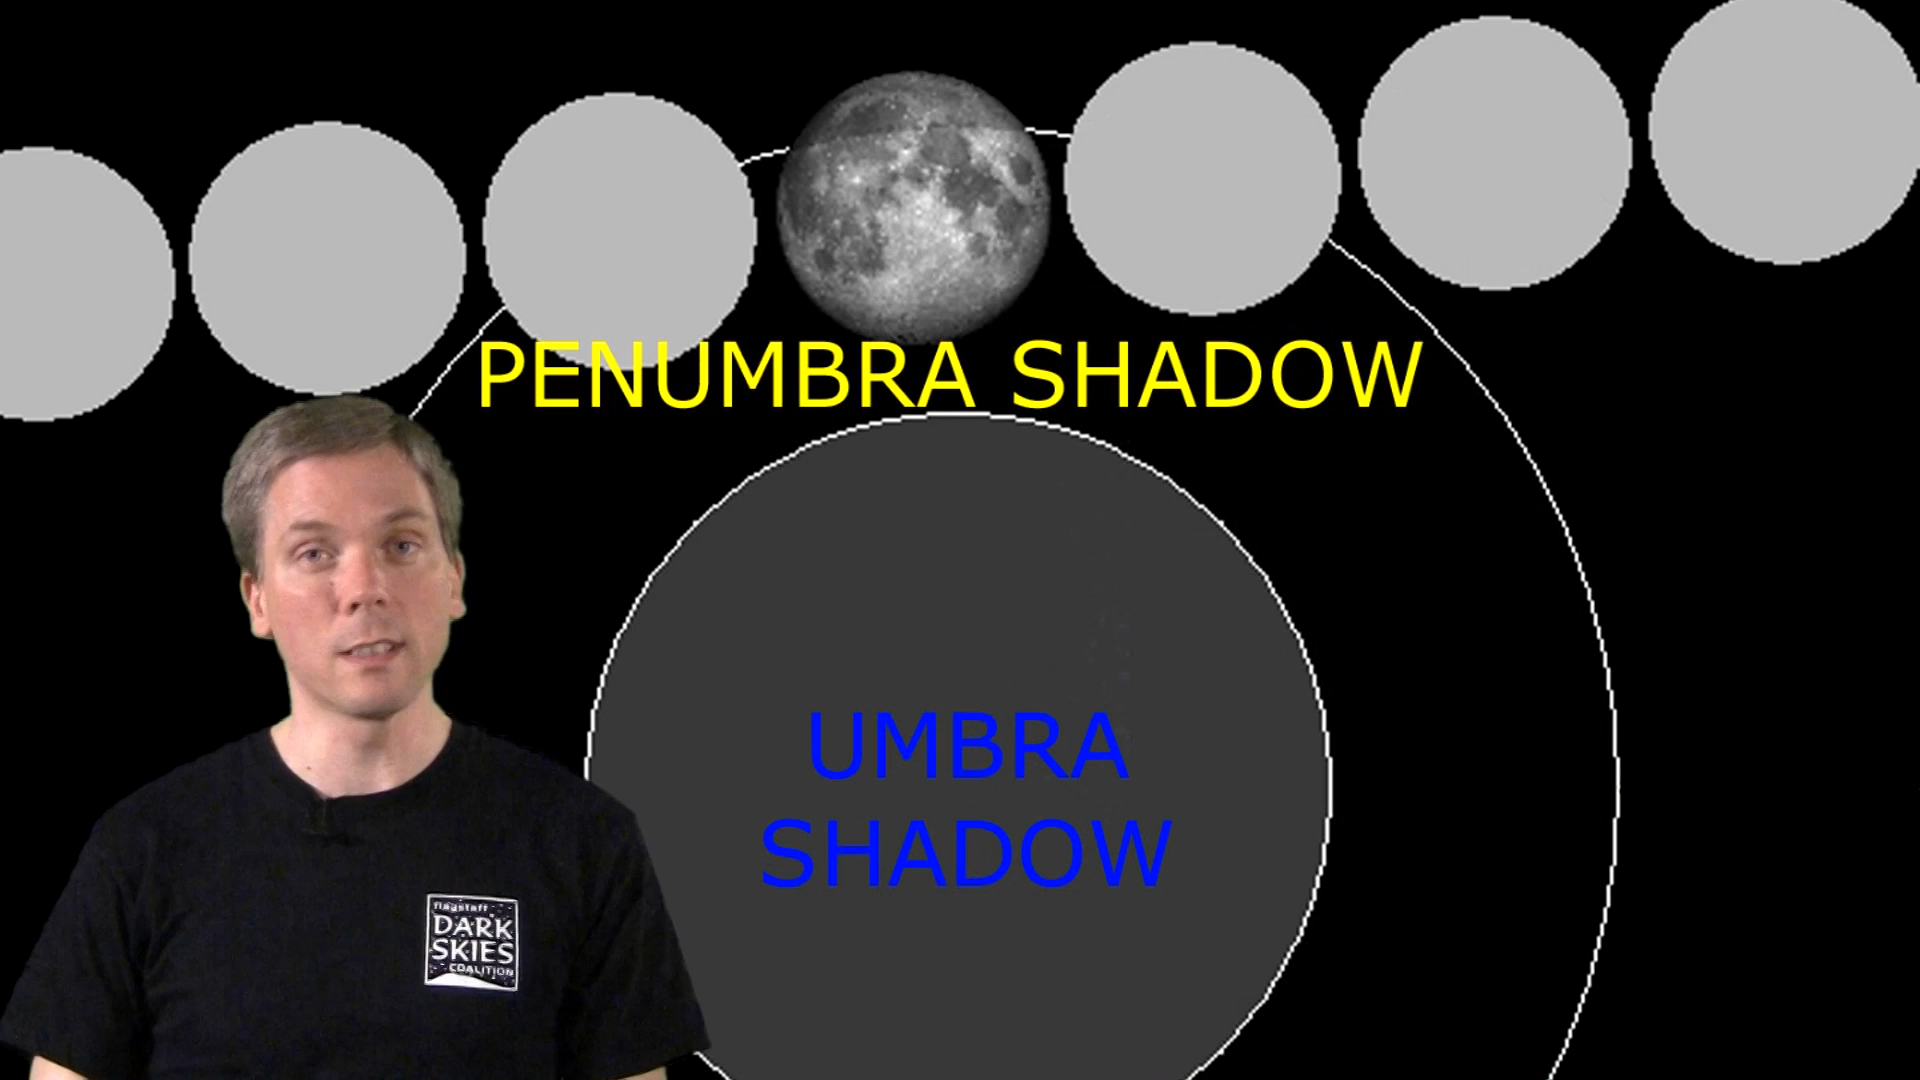 PENUMBRA SHADOW
UMBRA
SHADOW
flagstaff
DARK
SKIES
COALITION